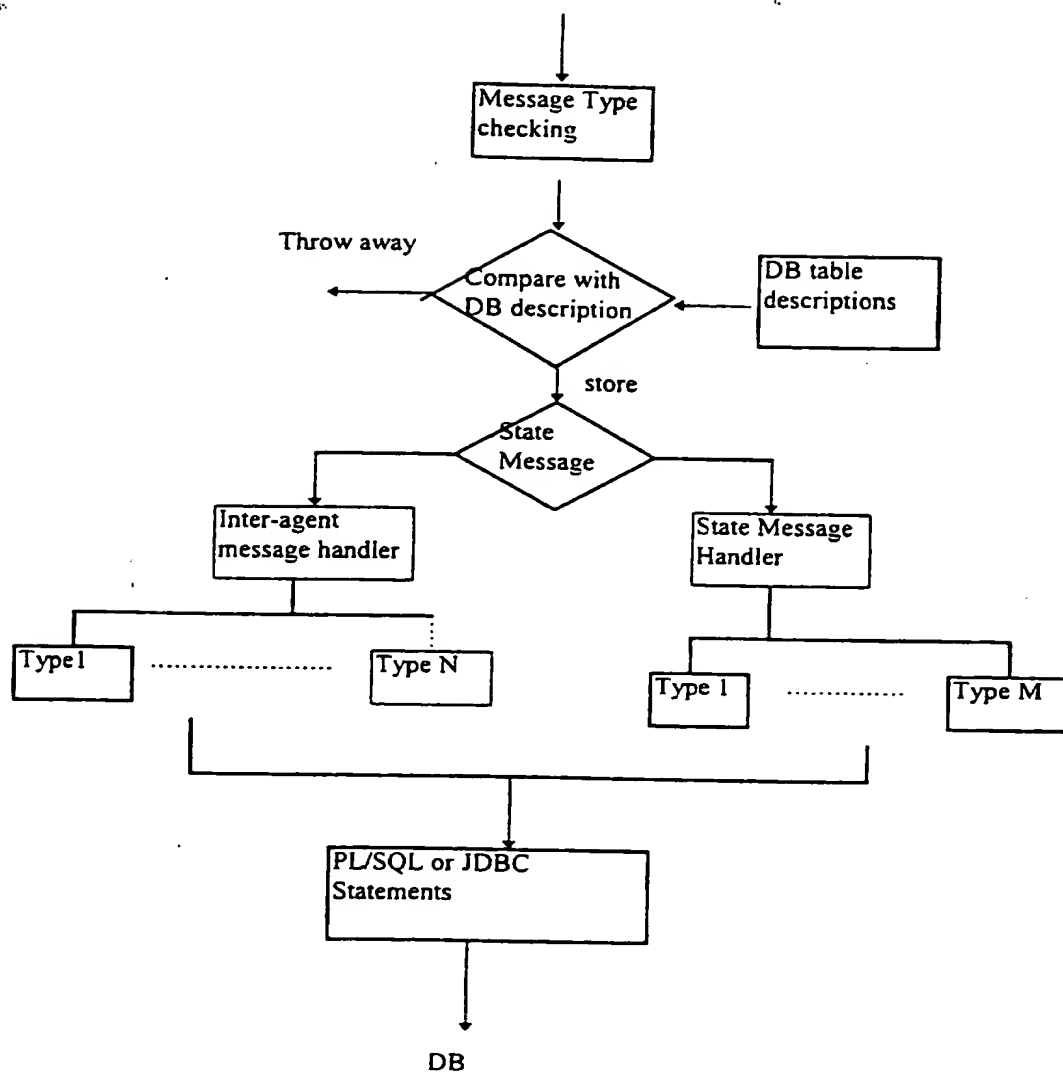 Message Type
checking
Throw away
Compare with
DB description
DB table
descriptions
store
State
Message
Inter-agent
message handler
State Message
Handler
Type1
Type N
Type 1
Type M
PL/SQL or JDBC
Statements
DB